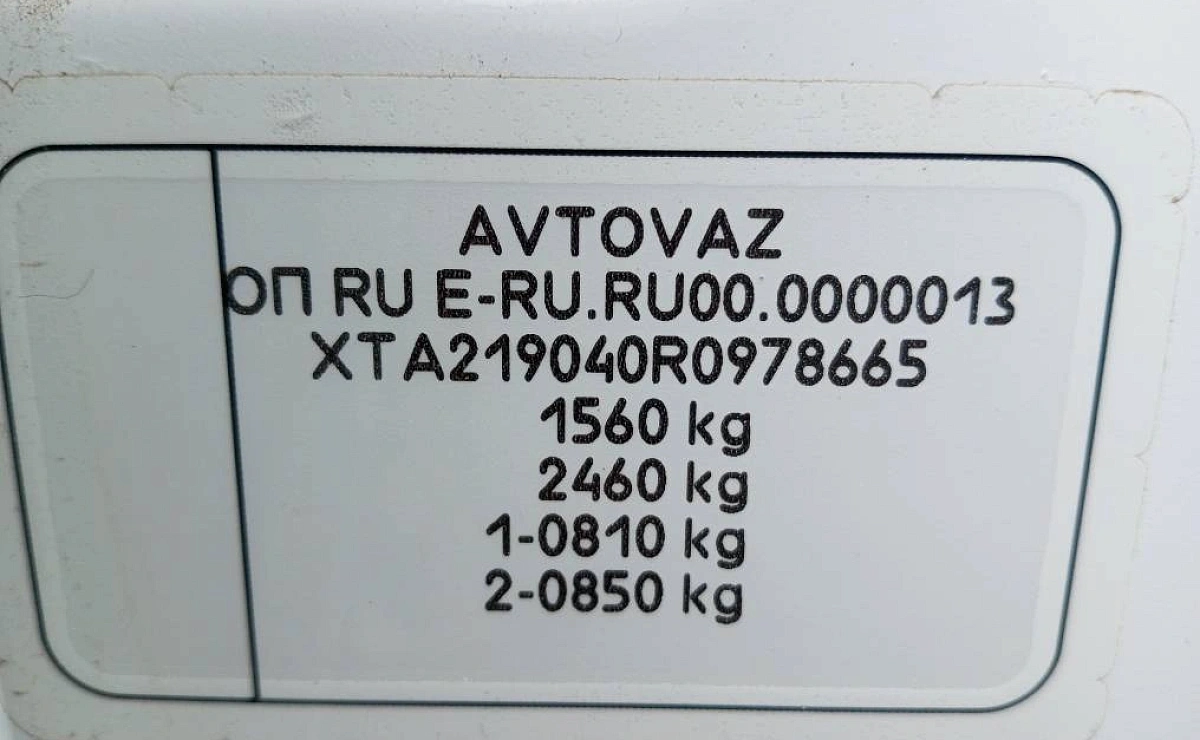 AVTOVAZ
ОП RU E-RU.RU00.0000013
XTA219040R0978665
1560 kg
2460 kg
1-0810 kg
2-0850 kg